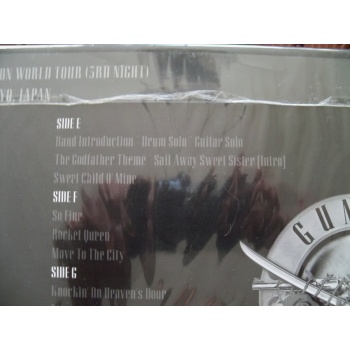 ON WORLD TOUR (3RD NIGHT)
YO, JAPAN
SIDE E
Band Introduction Drum Solo Guitar Solo
The Godfather Theme Sail Away Sweet Sister [Intro]
Sweet Child O' Mine
SIDE F
So Fine
Rocket Queen
Move To The City
SIDE G
Knockin' On Heaven's Door
GUN